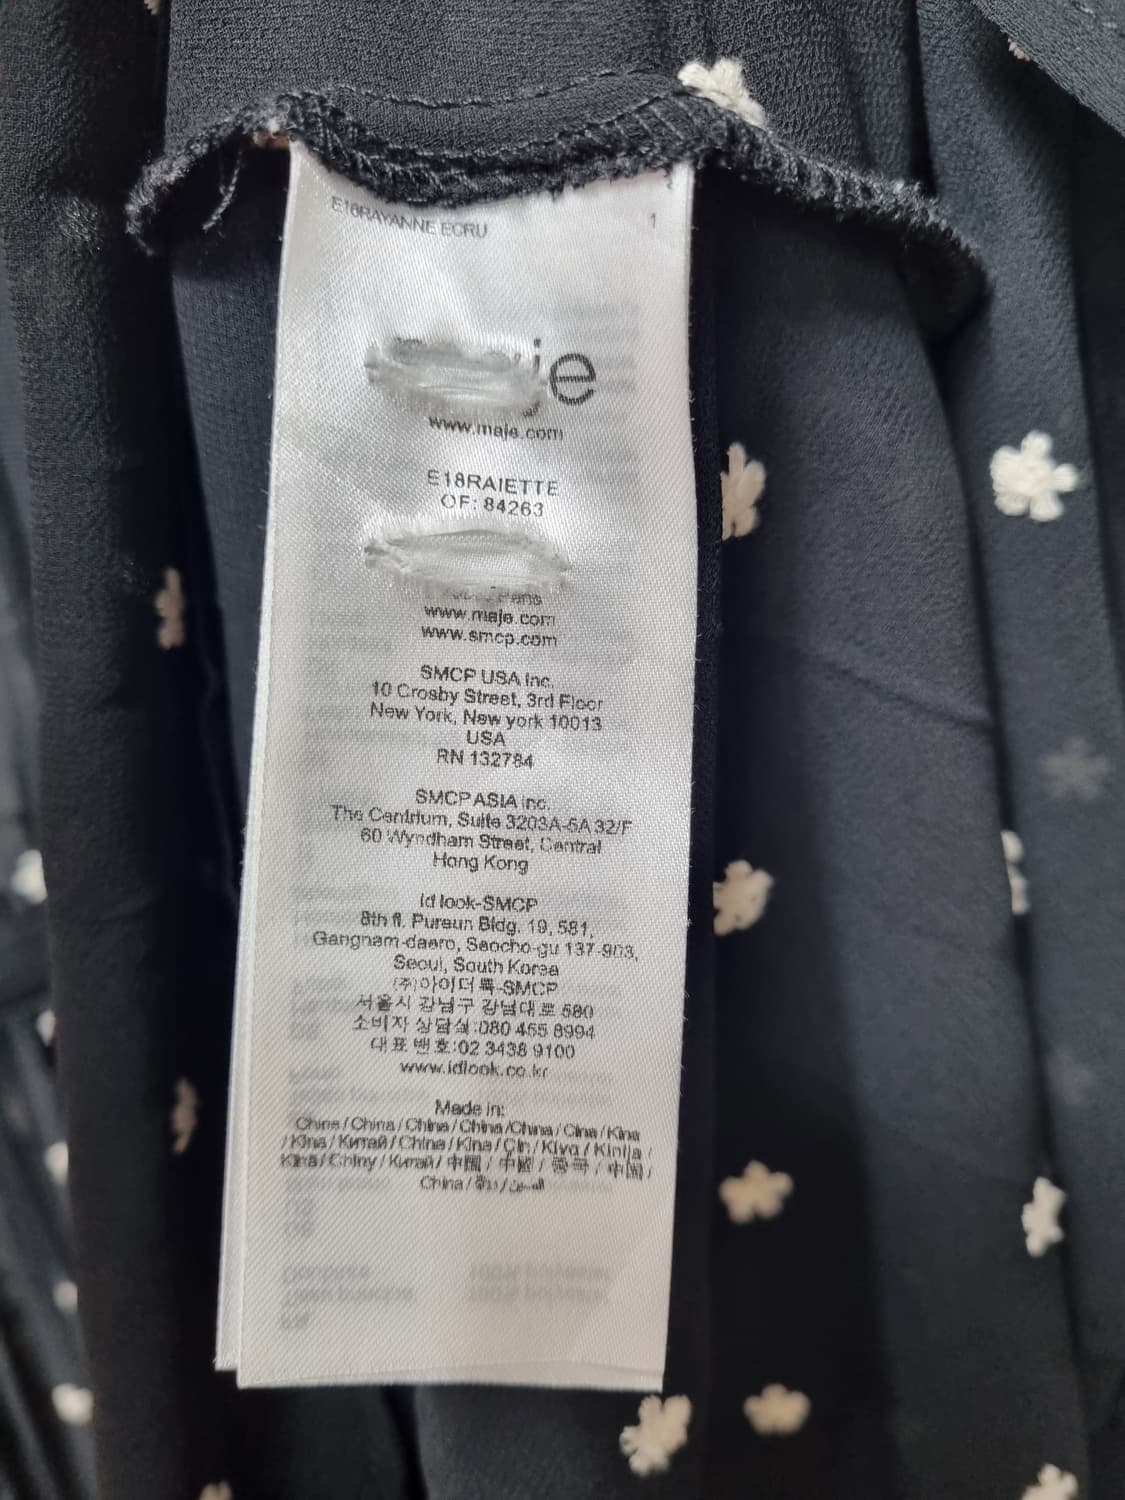 E18RAYANNE ECRU 1
je
www.maje.com
E18RAIETTE
OF: 84263
www.maje.com
www.smcp.com
SMCP USA Inc.
10 Crosby Street, 3rd Floor
New York, New york 10013
USA
RN 132784
SMCP ASIA inc.
The Centrium, Suite 3203A-5A 32/F
60 Wyndham Street, Central
Hong Kong
id look-SMCP
8th fl. Pureun Bldg. 19, 581,
Gangnam-daero, Seocho-gu 137-903,
Seoul, South Korea
(주)아이더 룩-SMCP
서울시 강남구 강남대로 580
소비자 상담실:080 455 8994
대표 번호:02 3438 9100
www.idlook.co.kr
Made in:
Chine / China / China / China / China / Cina / Kina
/ Kina / Китай / China / Kina / Çin / Kiva / Kinija /
Kina / Chiny / Китай / 中國 / 中國 / 중국 / 中国 /
China / / الصين